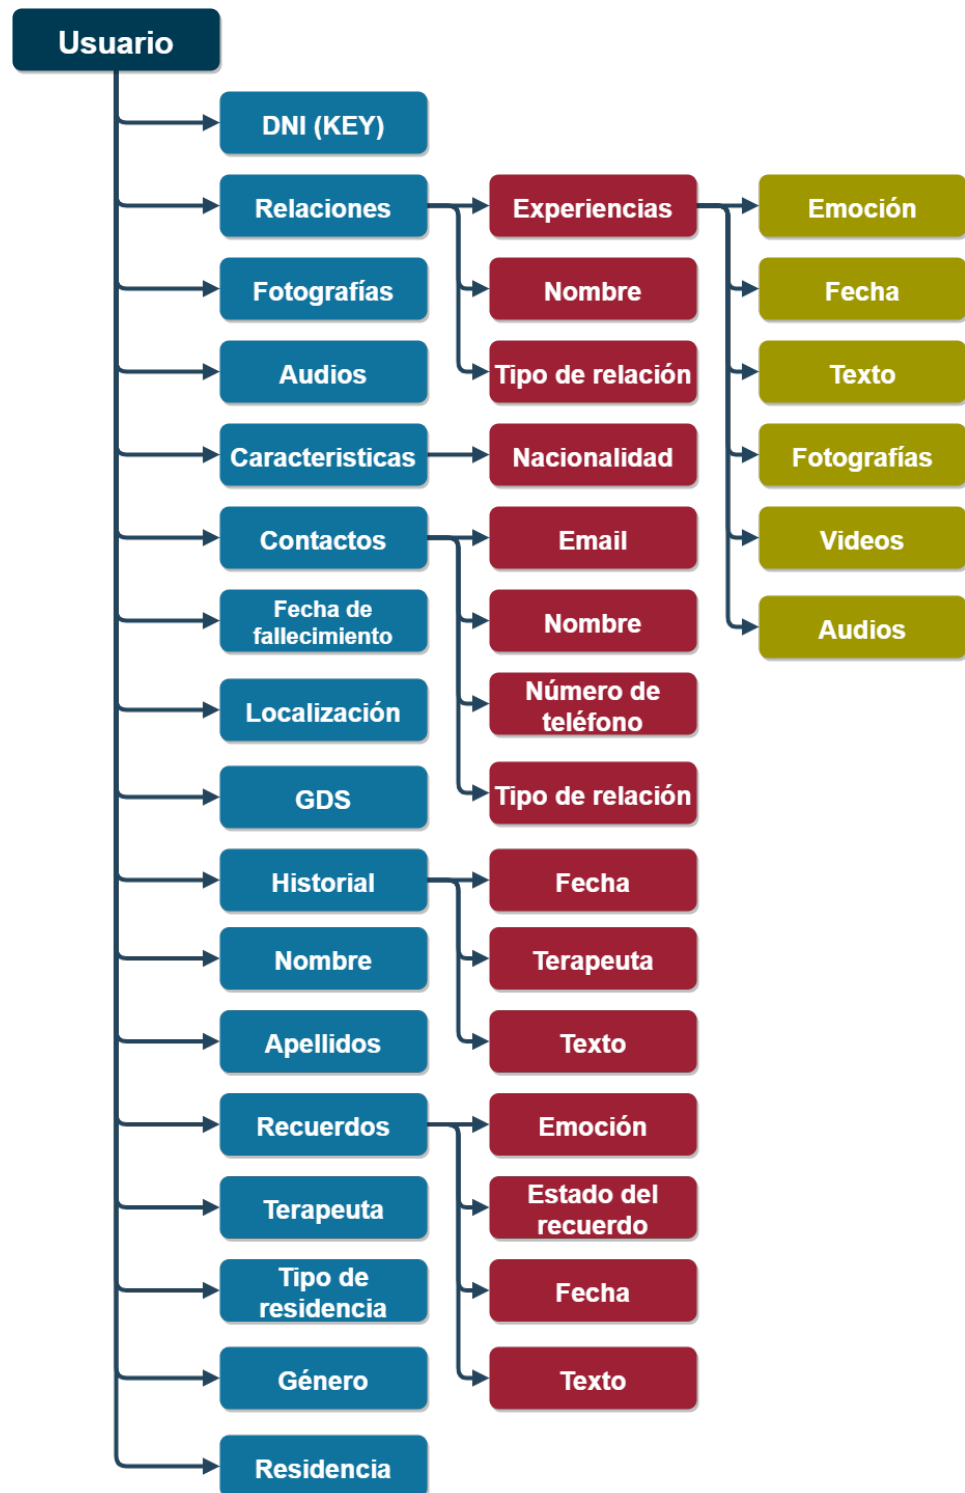 Usuario
DNI (KEY)
Relaciones
Experiencias
Emoción
Fotografías
Nombre
Fecha
Audios
Tipo de relación
Texto
Caracteristicas
Nacionalidad
Fotografías
Contactos
Email
Videos
Fecha de
fallecimiento
Nombre
Audios
Localización
Número de
teléfono
GDS
Tipo de relación
Historial
Fecha
Nombre
Terapeuta
Apellidos
Texto
Recuerdos
Emoción
Terapeuta
Estado del
recuerdo
Tipo de
residencia
Fecha
Género
Texto
Residencia